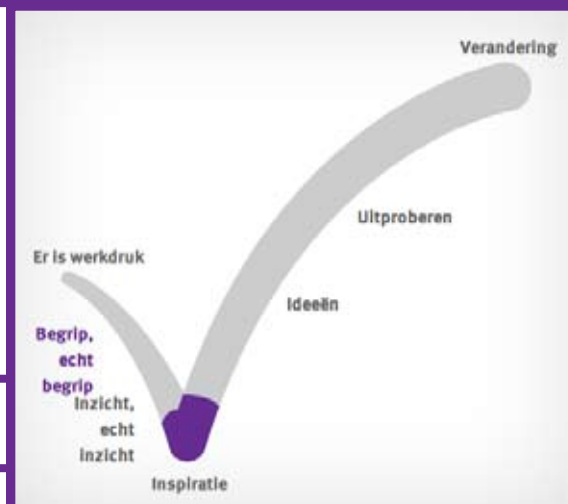 Verandering
Uitproberen
Er is werkdruk
Ideeën
Begrip,
echt
begrip
Inzicht,
echt
inzicht
Inspiratie